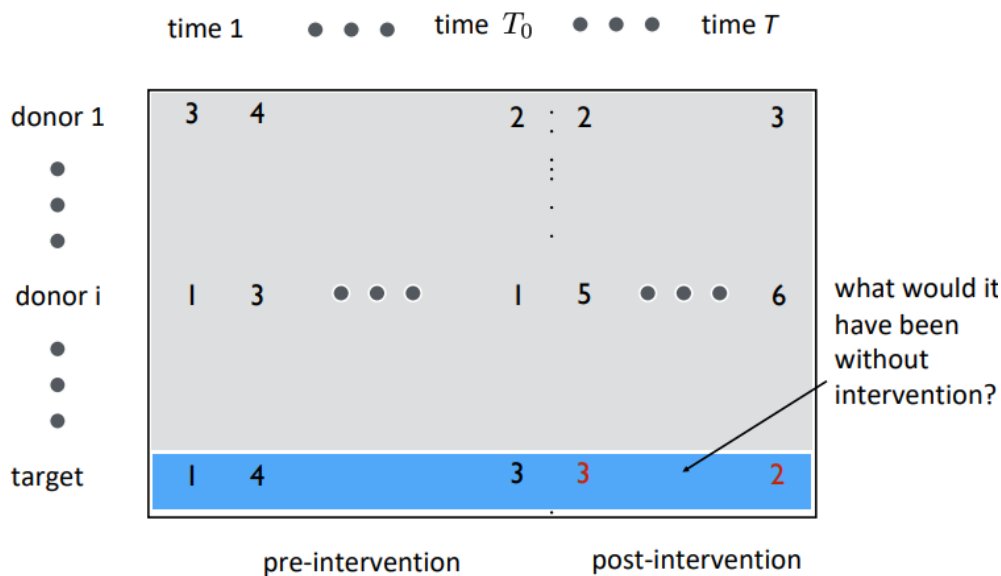 time 1 time T₀ time T
donor 1 3 4 2 2 3
donor i 1 3 1 5 6
what would it
have been
without
intervention?
target 1 4 3 3 2
pre-intervention post-intervention